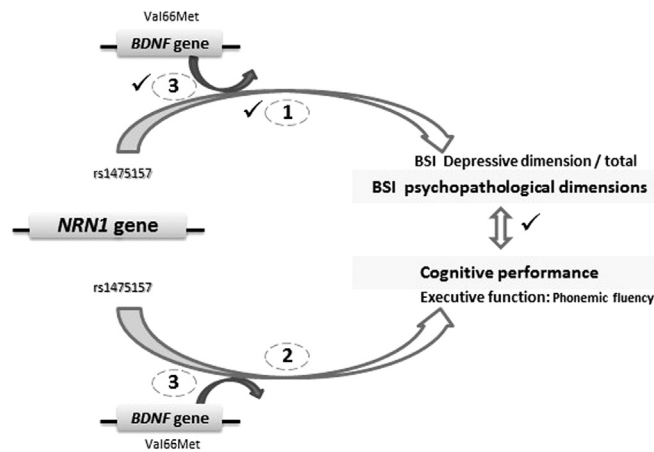 Val66Met
BDNF gene
✓ 3
✓ 1
rs1475157
BSI Depressive dimension / total
BSI psychopathological dimensions
NRN1 gene
✓
Cognitive performance
rs1475157
Executive function: Phonemic fluency
2
3
BDNF gene
Val66Met